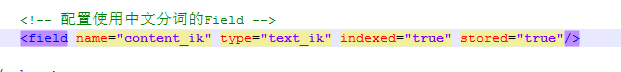 <!-- 配置使用中文分词的Field -->
<field name="content_ik" type="text_ik" indexed="true" stored="true"/>